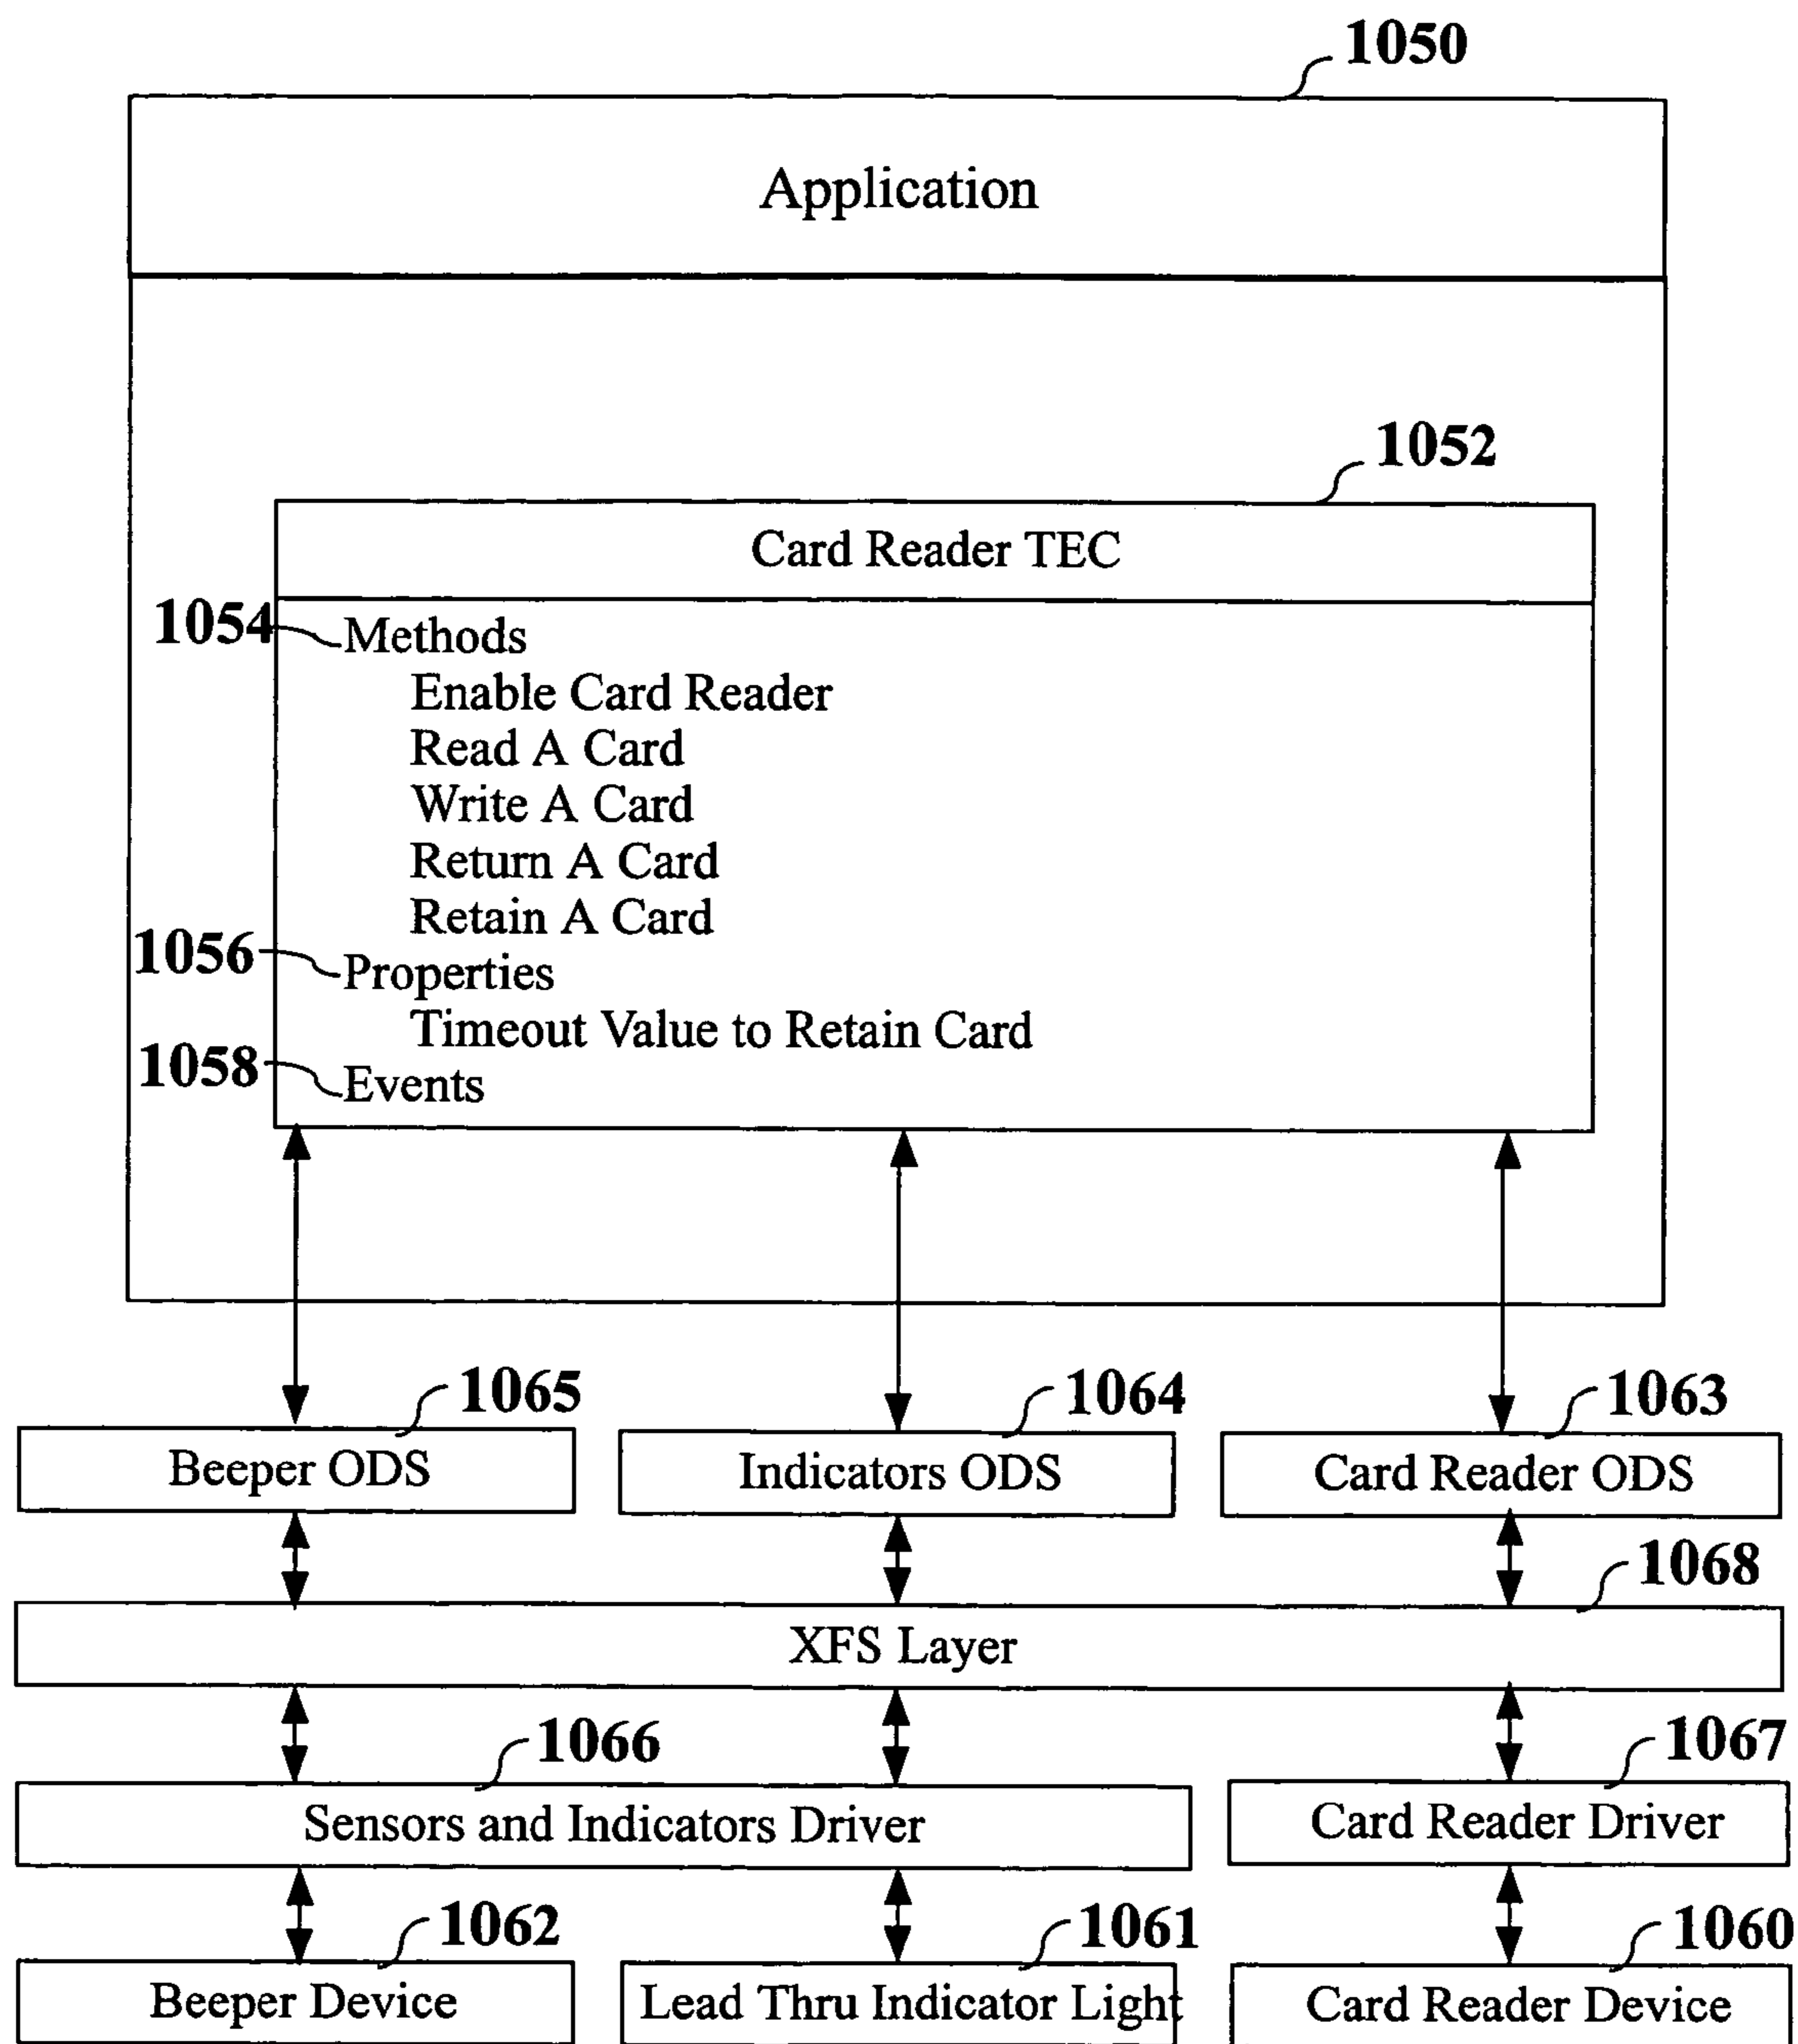 1050
Application
1052
Card Reader TEC
1054
Methods
Enable Card Reader
Read A Card
Write A Card
Return A Card
Retain A Card
1056
Properties
Timeout Value to Retain Card
1058
Events
1065
1064
1063
Beeper ODS
Indicators ODS
Card Reader ODS
1068
XFS Layer
1066
1067
Sensors and Indicators Driver
Card Reader Driver
1062
1061
1060
Beeper Device
Lead Thru Indicator Light
Card Reader Device